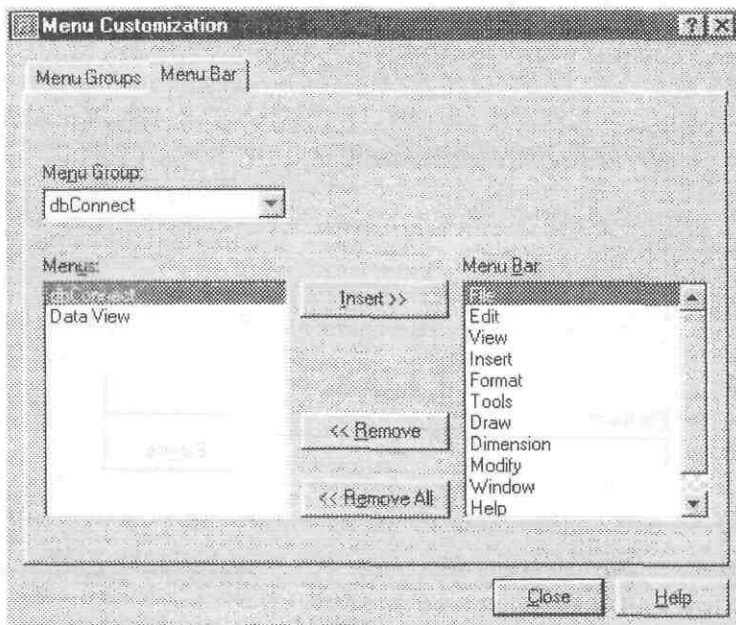 Menu Customization
Menu Groups Menu Bar
Menu Group:
dbConnect
Menus:
dbConnect
Data View
Insert >>
<< Remove
<< Remove All
Menu Bar:
File
Edit
View
Insert
Format
Tools
Draw
Dimension
Modify
Window
Help
Close
Help